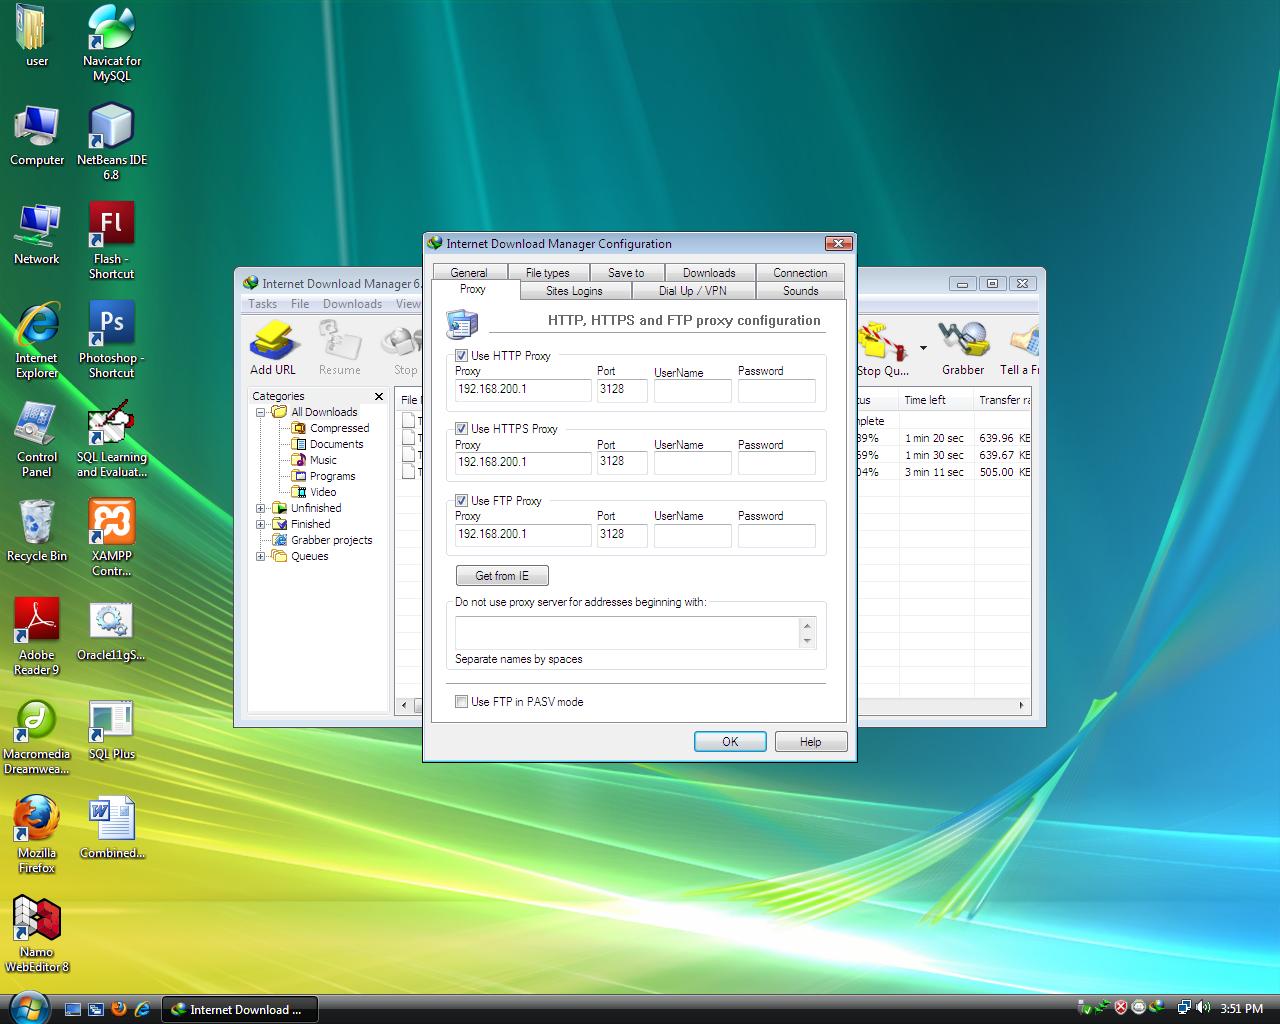 user
Navicat for
MySQL
Computer
NetBeans IDE
6.8
Network
Fl
Flash -
Shortcut
Internet
Explorer
Ps
Photoshop -
Shortcut
Control
Panel
SQL Learning
and Evaluat...
Recycle Bin
XAMPP
Contr...
Adobe
Reader 9
Oracle11gS...
Macromedia
Dreamwea...
SQL Plus
Mozilla
Firefox
Combined...
Namo
WebEditor 8
Internet Download Manager 6.
Tasks File Downloads View
Add URL
Resume
Stop
Stop Qu...
Grabber
Tell a Fr
Categories
All Downloads
Compressed
Documents
Music
Programs
Video
Unfinished
Finished
Grabber projects
Queues
File
Time left
Transfer ra
1 min 20 sec 639.96 KB
1 min 30 sec 639.67 KB
3 min 11 sec 505.00 KB
Internet Download Manager Configuration
General File types Save to Downloads Connection
Proxy Sites Logins Dial Up / VPN Sounds
HTTP, HTTPS and FTP proxy configuration
Use HTTP Proxy
Proxy Port UserName Password
192.168.200.1 3128
Use HTTPS Proxy
Proxy Port UserName Password
192.168.200.1 3128
Use FTP Proxy
Proxy Port UserName Password
192.168.200.1 3128
Get from IE
Do not use proxy server for addresses beginning with:
Separate names by spaces
Use FTP in PASV mode
OK Help
Internet Download ...
3:51 PM